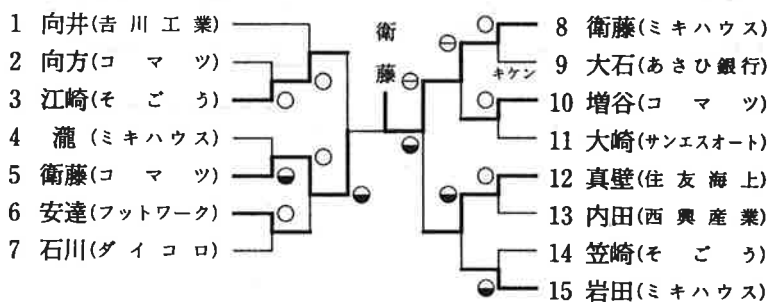 1 向井(吉川工業)
2 向方(コマツ)
3 江崎(そごう)
4 瀧(ミキハウス)
5 衛藤(コマツ)
6 安達(フットワーク)
7 石川(ダイコロ)
衛藤
8 衛藤(ミキハウス)
キケン
9 大石(あさひ銀行)
10 増谷(コマツ)
11 大崎(サンエスオート)
12 真壁(住友海上)
13 内田(西興産業)
14 笠崎(そごう)
15 岩田(ミキハウス)